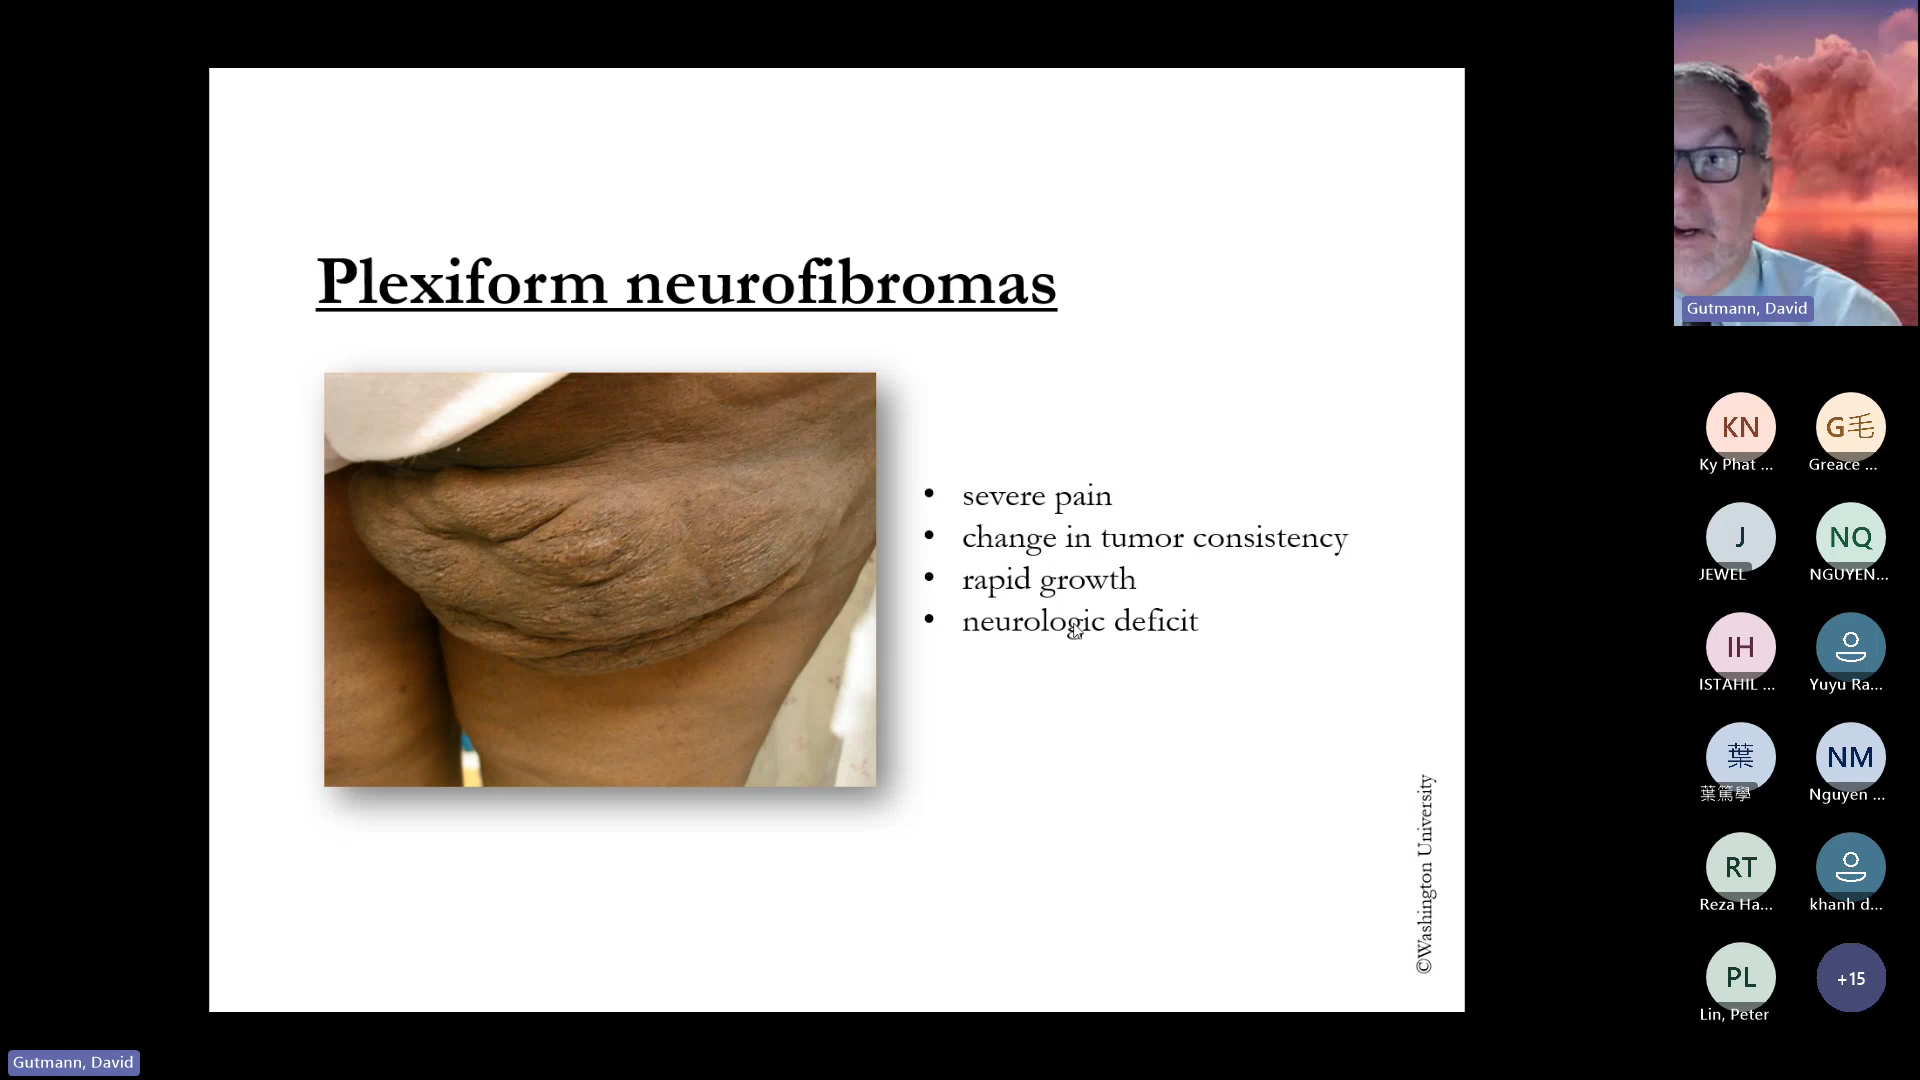 Plexiform neurofibromas
• severe pain
• change in tumor consistency
• rapid growth
• neurologic deficit
©Washington University
Gutmann, David
KN
Ky Phat ...
G毛
Greace ...
J
JEWEL
NQ
NGUYEN...
IH
ISTAHIL ...
Yuyu Ra...
葉
葉篤學
NM
Nguyen ...
RT
Reza Ha...
khanh d...
PL
Lin, Peter
+15
Gutmann, David